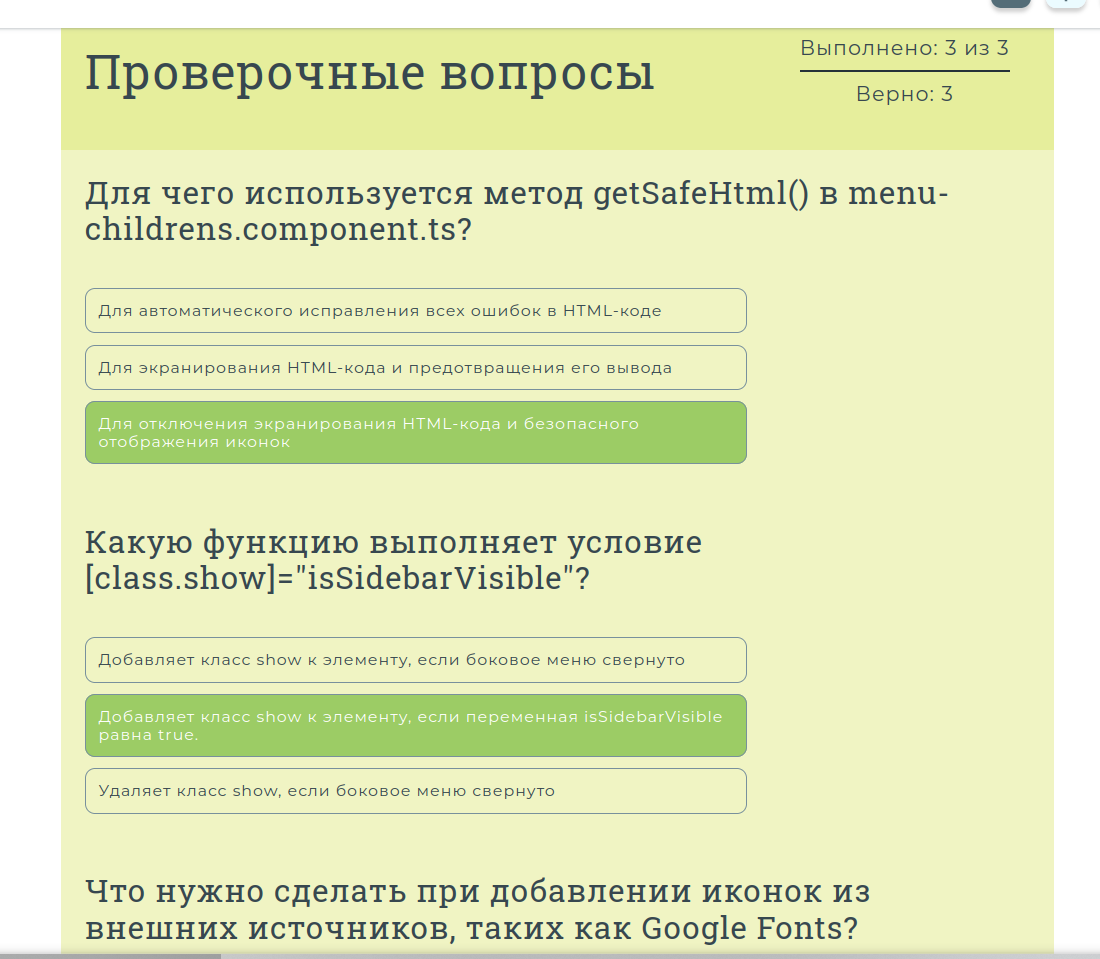 Проверочные вопросы
Выполнено: 3 из 3
Верно: 3
Для чего используется метод getSafeHtml() в menu-
childrens.component.ts?
Для автоматического исправления всех ошибок в HTML-коде
Для экранирования HTML-кода и предотвращения его вывода
Для отключения экранирования HTML-кода и безопасного
отображения иконок
Какую функцию выполняет условие
[class.show]="isSidebarVisible"?
Добавляет класс show к элементу, если боковое меню свернуто
Добавляет класс show к элементу, если переменная isSidebarVisible
равна true.
Удаляет класс show, если боковое меню свернуто
Что нужно сделать при добавлении иконок из
внешних источников, таких как Google Fonts?